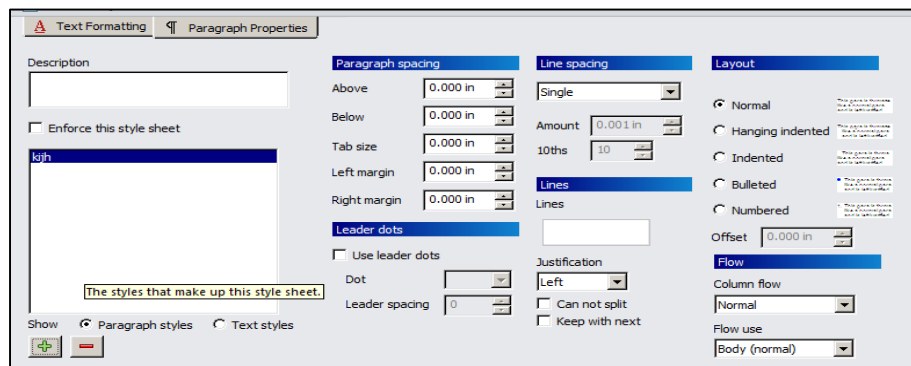 A Text Formatting
¶ Paragraph Properties
Description
Enforce this style sheet
kijh
The styles that make up this style sheet.
Show Paragraph styles Text styles
Paragraph spacing
Above 0.000 in
Below 0.000 in
Tab size 0.000 in
Left margin 0.000 in
Right margin 0.000 in
Leader dots
Use leader dots
Dot
Leader spacing 0
Line spacing
Single
Amount 0.001 in
10ths 10
Lines
Lines
Justification
Left
Can not split
Keep with next
Layout
Normal
Hanging indented
Indented
Bulleted
Numbered
Offset 0.000 in
Flow
Column flow
Normal
Flow use
Body (normal)